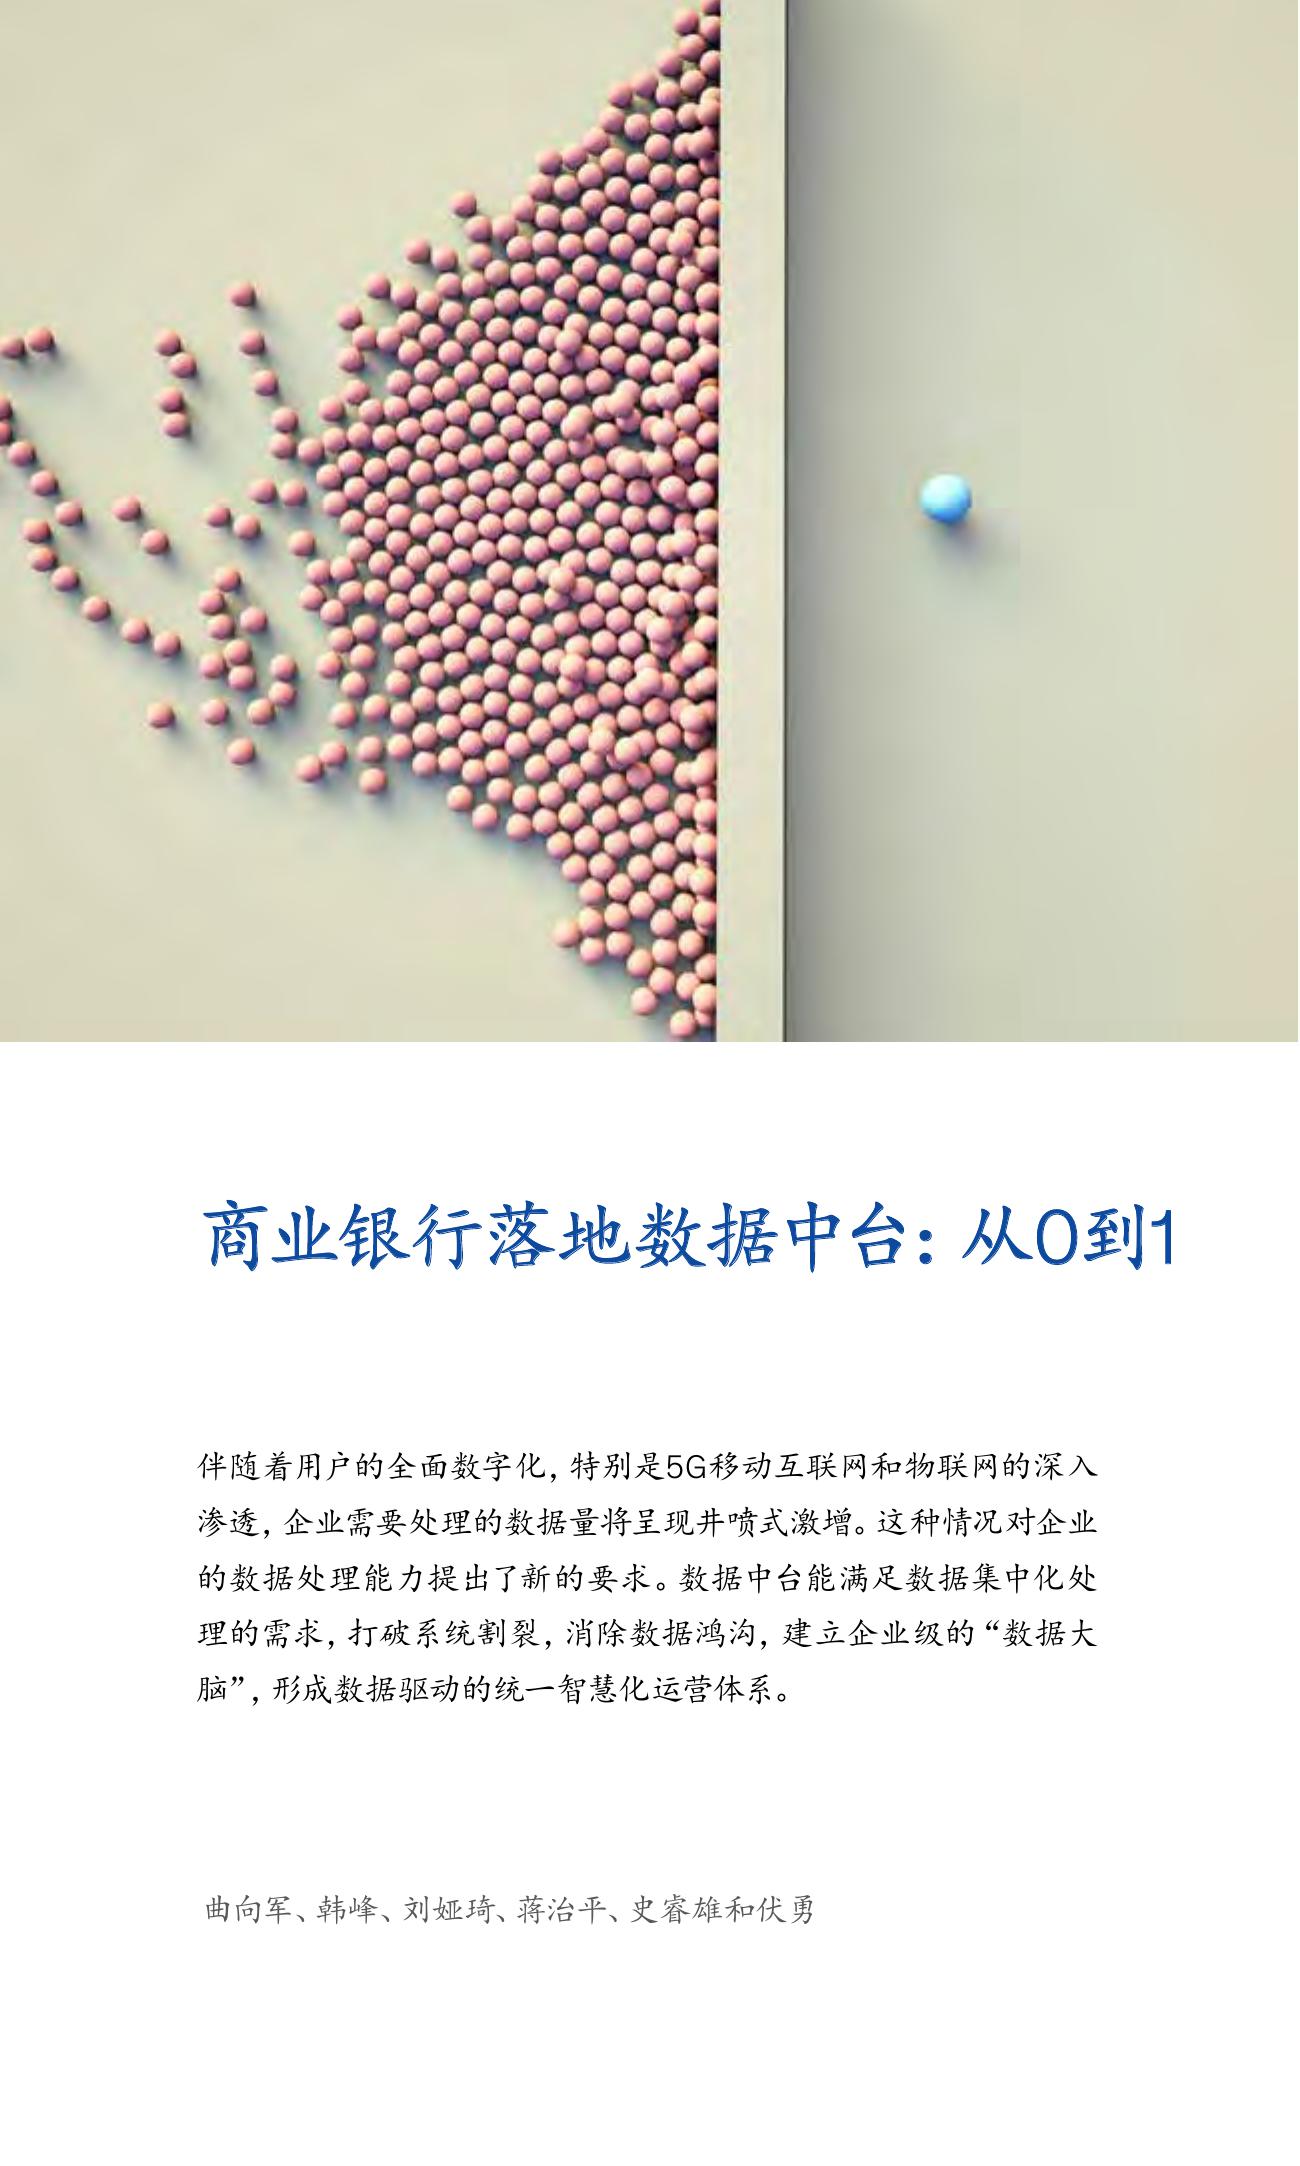 商业银行落地数据中台：从0到1
伴随着用户的全面数字化，特别是5G移动互联网和物联网的深入
渗透，企业需要处理的数据量将呈现井喷式激增。这种情况对企业
的数据处理能力提出了新的要求。数据中台能满足数据集中化处
理的需求，打破系统割裂，消除数据鸿沟，建立企业级的“数据大
脑”，形成数据驱动的统一智慧化运营体系。
曲向军、韩峰、刘娅琦、蒋治平、史睿雄和伏勇